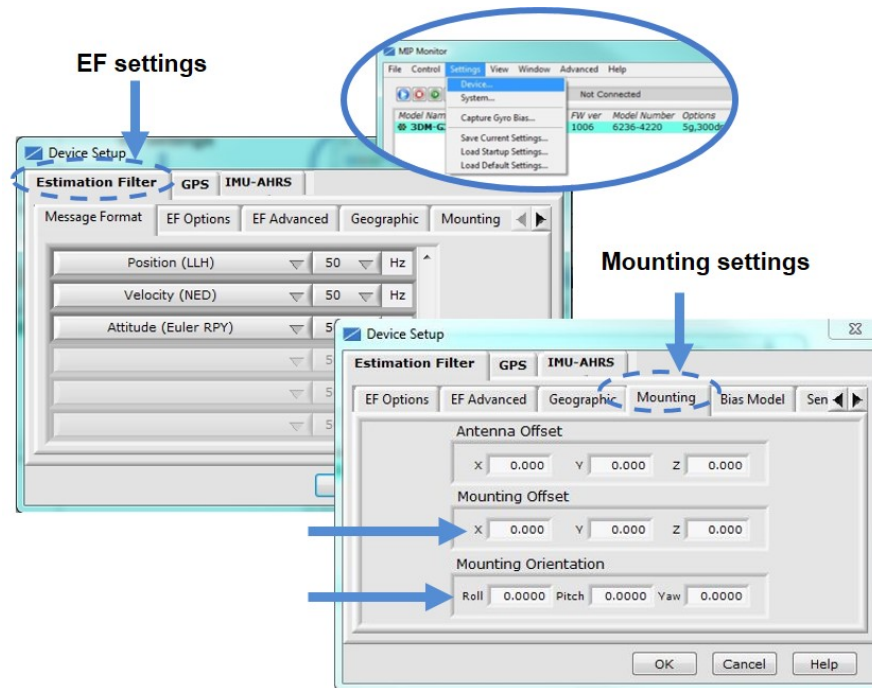 EF settings
MIP Monitor
File Control Settings View Window Advanced Help
Device...
System...
Capture Gyro Bias...
Save Current Settings...
Load Startup Settings...
Load Default Settings...
Not Connected
Model FW ver Model Number Options
3DM-G 1006 6236-4220
Device Setup
Estimation Filter GPS IMU-AHRS
Message Format EF Options EF Advanced Geographic Mounting
Position (LLH) 50 Hz
Velocity (NED) 50 Hz
Attitude (Euler RPY)
Mounting settings
Device Setup
Estimation Filter GPS IMU-AHRS
EF Options EF Advanced Geographic Mounting Bias Model Sen
Antenna Offset
X 0.000 Y 0.000 Z 0.000
Mounting Offset
X 0.000 Y 0.000 Z 0.000
Mounting Orientation
Roll 0.0000 Pitch 0.0000 Yaw 0.0000
OK Cancel Help